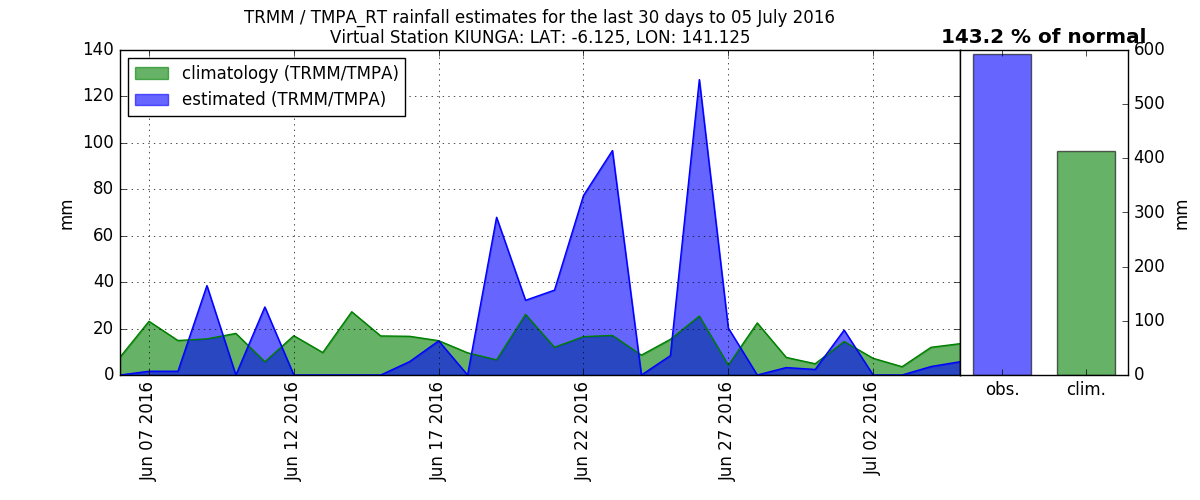 TRMM / TMPA_RT rainfall estimates for the last 30 days to 05 July 2016
Virtual Station KIUNGA: LAT: -6.125, LON: 141.125
143.2 % of normal
climatology (TRMM/TMPA)
estimated (TRMM/TMPA)
mm
140
120
100
80
60
40
20
0
Jun 07 2016
Jun 12 2016
Jun 17 2016
Jun 22 2016
Jun 27 2016
Jul 02 2016
600
500
400
300
200
100
0
mm
obs.
clim.